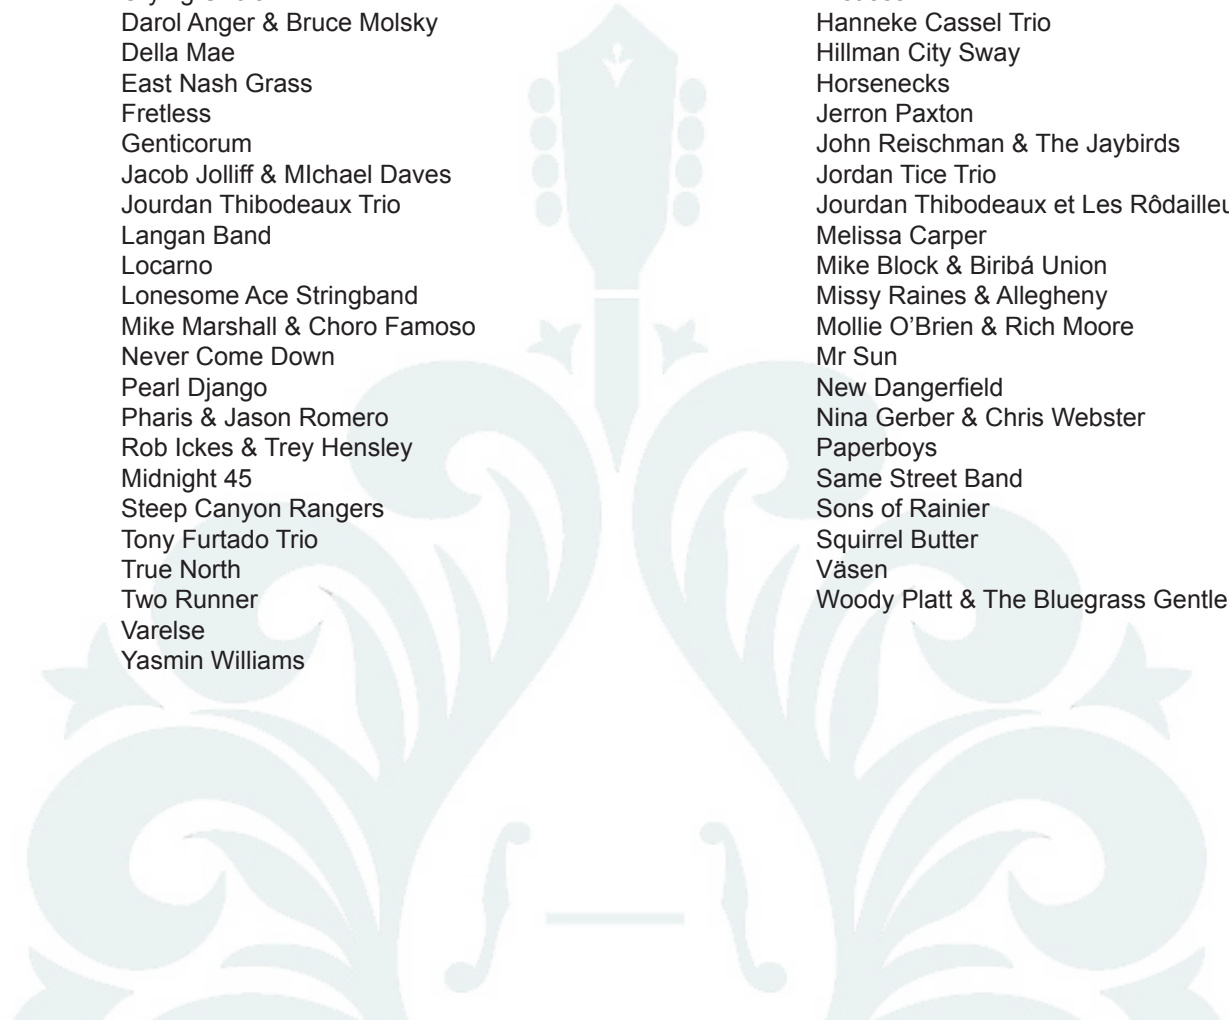 Darol Anger & Bruce Molsky
Della Mae
East Nash Grass
Fretless
Genticorum
Jacob Jolliff & MIchael Daves
Jourdan Thibodeaux Trio
Langan Band
Locarno
Lonesome Ace Stringband
Mike Marshall & Choro Famoso
Never Come Down
Pearl Django
Pharis & Jason Romero
Rob Ickes & Trey Hensley
Midnight 45
Steep Canyon Rangers
Tony Furtado Trio
True North
Two Runner
Varelse
Yasmin Williams
Hanneke Cassel Trio
Hillman City Sway
Horsenecks
Jerron Paxton
John Reischman & The Jaybirds
Jordan Tice Trio
Jourdan Thibodeaux et Les
Melissa Carper
Mike Block & Biribá Union
Missy Raines & Allegheny
Mollie O’Brien & Rich Moore
Mr Sun
New Dangerfield
Nina Gerber & Chris Webster
Paperboys
Same Street Band
Sons of Rainier
Squirrel Butter
Väsen
Woody Platt & The Bluegrass Gentle